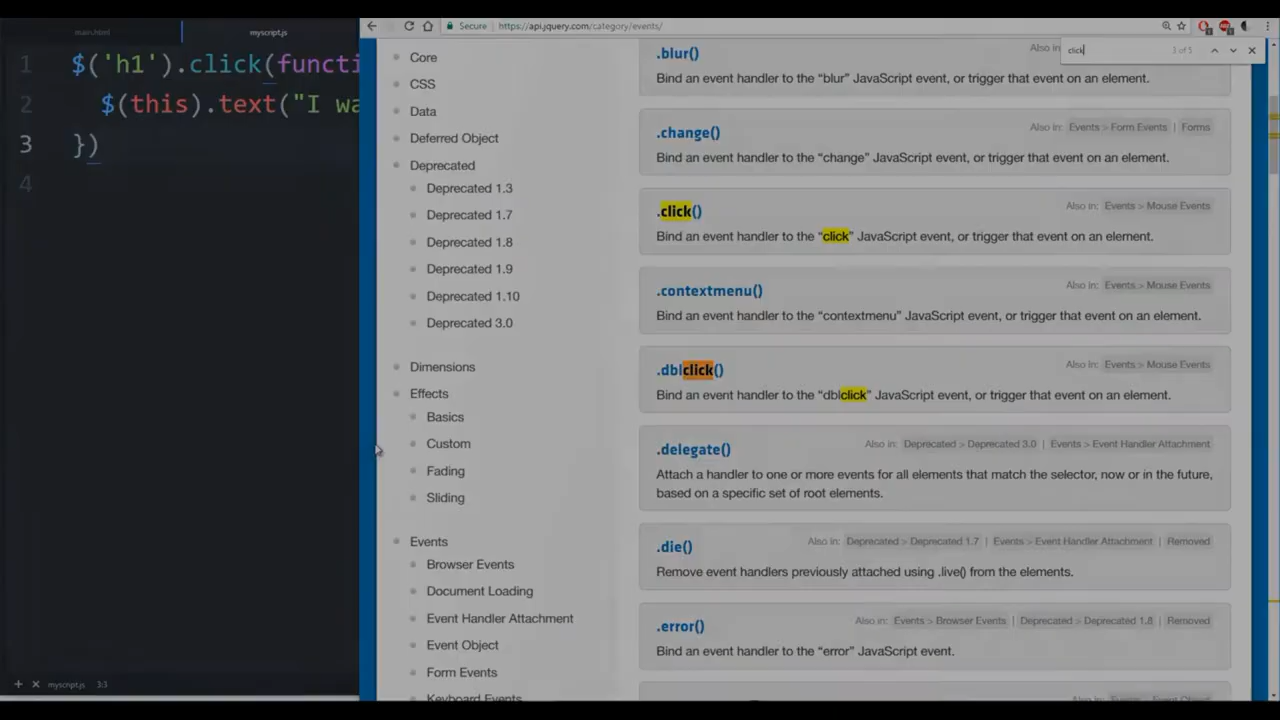 main.html
myscript.js
1 $('h1').click(functi
2 $(this).text("I wa
3 })
4
+ × myscript.js 3:3
Secure https://api.jquery.com/category/events/
click 3 of 5
Core
CSS
Data
Deferred Object
Deprecated
Deprecated 1.3
Deprecated 1.7
Deprecated 1.8
Deprecated 1.9
Deprecated 1.10
Deprecated 3.0
Dimensions
Effects
Basics
Custom
Fading
Sliding
Events
Browser Events
Document Loading
Event Handler Attachment
Event Object
Form Events
Keyboard Events
.blur() Also in:
Bind an event handler to the “blur” JavaScript event, or trigger that event on an element.
.change() Also in: Events > Form Events | Forms
Bind an event handler to the “change” JavaScript event, or trigger that event on an element.
.click() Also in: Events > Mouse Events
Bind an event handler to the “click” JavaScript event, or trigger that event on an element.
.contextmenu() Also in: Events > Mouse Events
Bind an event handler to the “contextmenu” JavaScript event, or trigger that event on an element.
.dblclick() Also in: Events > Mouse Events
Bind an event handler to the “dblclick” JavaScript event, or trigger that event on an element.
.delegate() Also in: Deprecated > Deprecated 3.0 | Events > Event Handler Attachment
Attach a handler to one or more events for all elements that match the selector, now or in the future,
based on a specific set of root elements.
.die() Also in: Deprecated > Deprecated 1.7 | Events > Event Handler Attachment | Removed
Remove event handlers previously attached using .live() from the elements.
.error() Also in: Events > Browser Events | Deprecated > Deprecated 1.8 | Removed
Bind an event handler to the “error” JavaScript event.
Also in: Events > Event Object